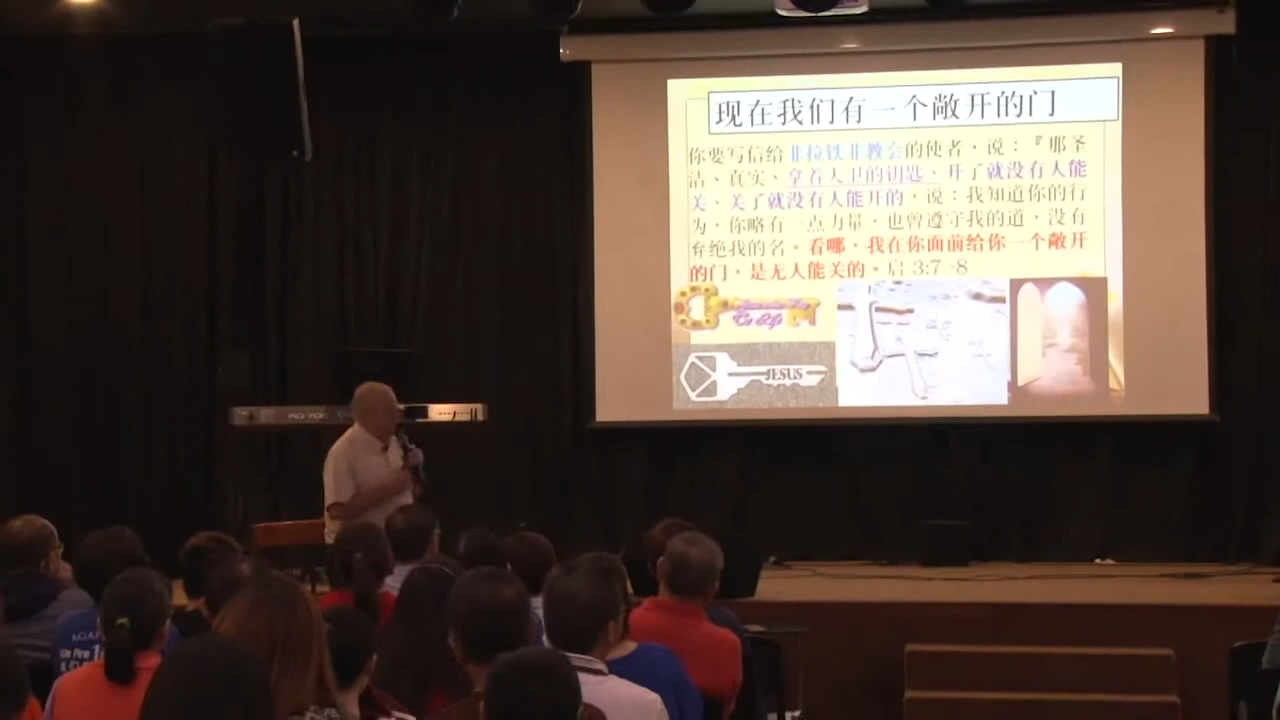 现在我们有一个敞开的门
你要写信给非拉铁非教会的使者，说：『那圣
洁、真实、拿着大卫的钥匙、开了就没有人能
关、关了就没有人能开的，说：我知道你的行
为，你略有一点力量，也曾遵守我的道，没有
弃绝我的名。看哪，我在你面前给你一个敞开
的门，是无人能关的。启 3:7 -8
JESUS
AGAP